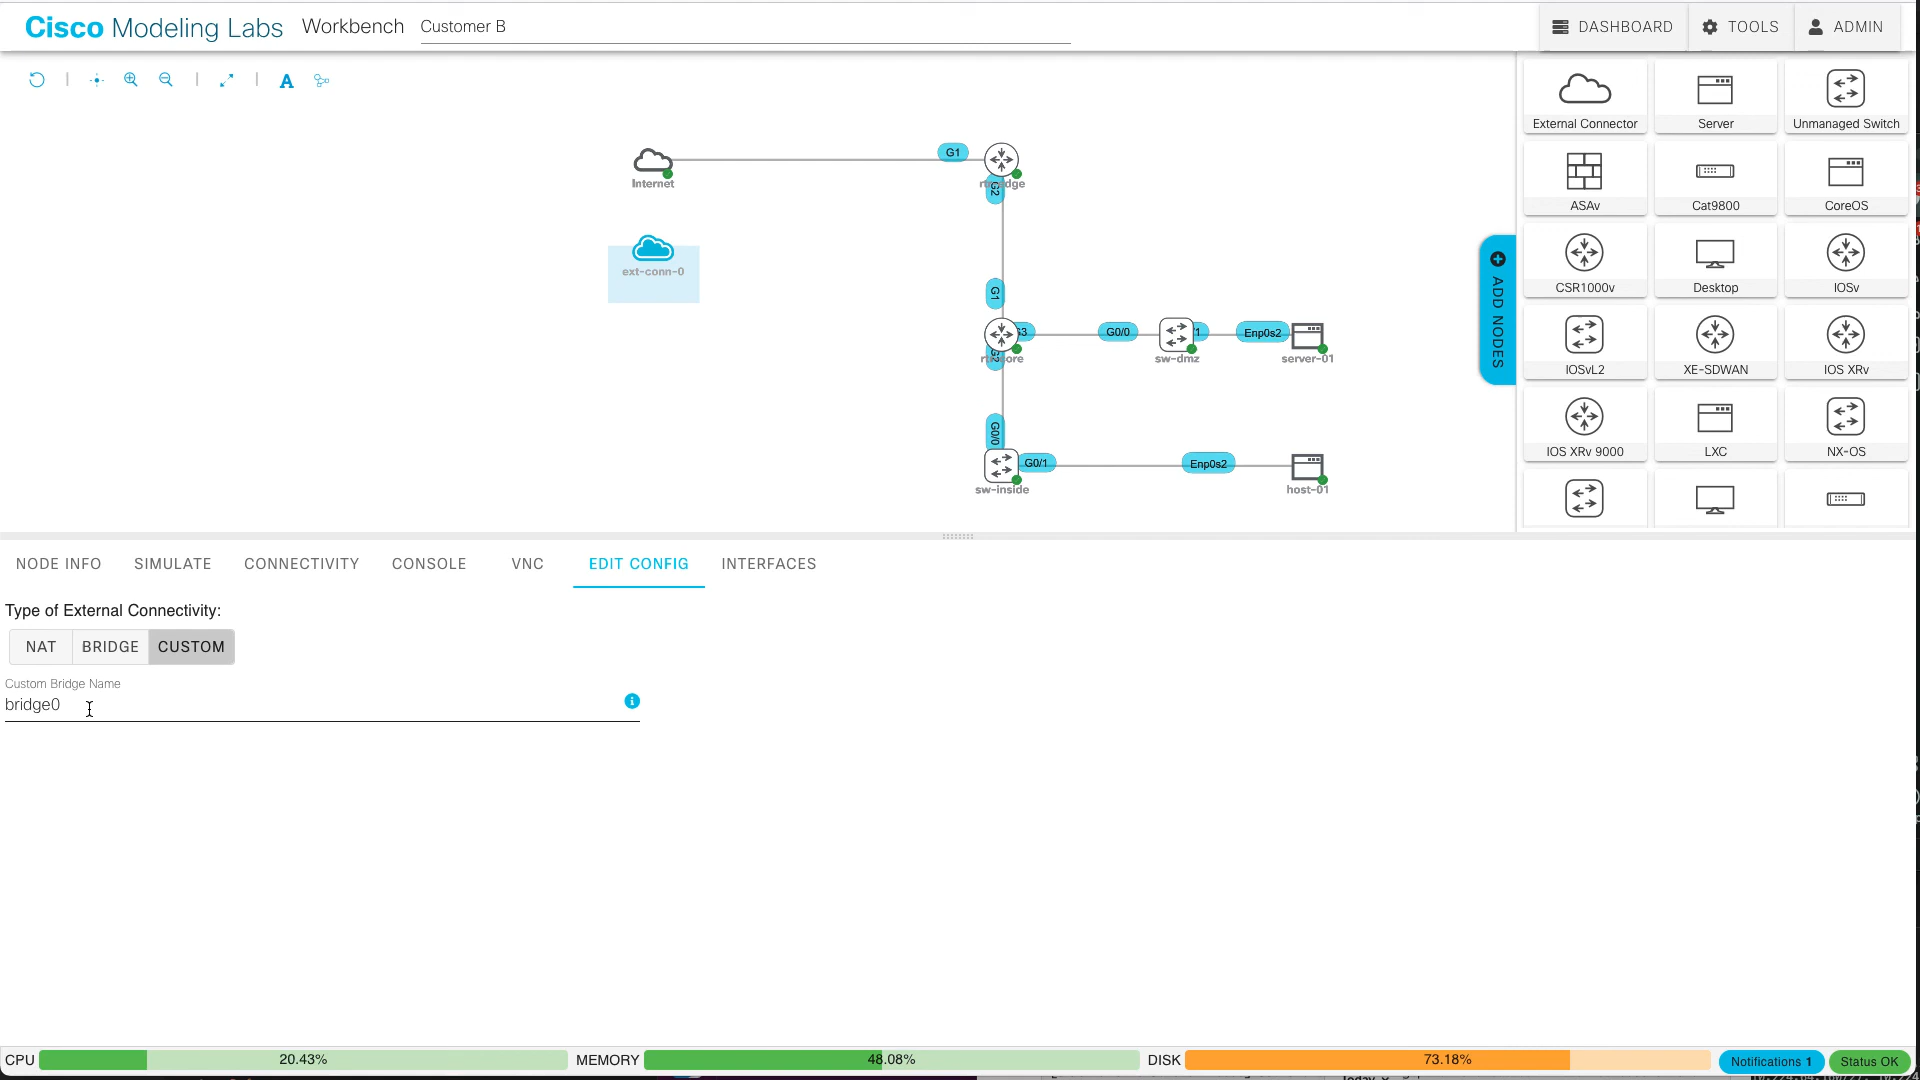 Cisco Modeling Labs Workbench Customer B
DASHBOARD TOOLS ADMIN
A
External Connector Server Unmanaged Switch
ASAv Cat9800 CoreOS
CSR1000v Desktop IOSv
IOSvL2 XE-SDWAN IOS XRv
IOS XRv 9000 LXC NX-OS
ADD NODES
Internet
G1
G2
ext-conn-0
G1
G0/0
Enp0s2
sw-dmz
server-01
G0/0
G0/1
Enp0s2
sw-inside
host-01
NODE INFO SIMULATE CONNECTIVITY CONSOLE VNC EDIT CONFIG INTERFACES
Type of External Connectivity:
NAT BRIDGE CUSTOM
Custom Bridge Name
bridge0
CPU 20.43% MEMORY 48.08% DISK 73.18% Notifications 1 Status OK